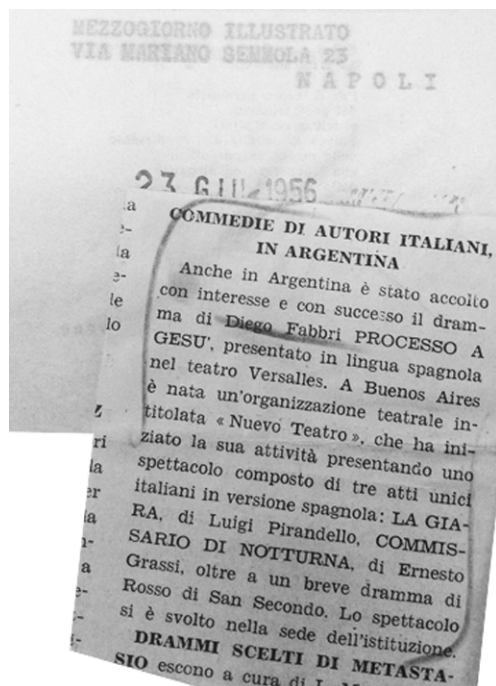 MEZZOGIORNO ILLUSTRATO
VIA MARIANO SEMMOLA 23
NAPOLI
23 GIU. 1956
COMMEDIE DI AUTORI ITALIANI,
IN ARGENTINA
Anche in Argentina è stato accolto
con interesse e con successo il dram-
ma di Diego Fabbri PROCESSO A
GESU', presentato in lingua spagnola
nel teatro Versalles. A Buenos Aires
è nata un'organizzazione teatrale in-
titolata « Nuevo Teatro », che ha ini-
ziato la sua attività presentando uno
spettacolo composto di tre atti unici
italiani in versione spagnola: LA GIA-
RA, di Luigi Pirandello, COMMIS-
SARIO DI NOTTURNA, di Ernesto
Grassi, oltre a un breve dramma di
Rosso di San Secondo. Lo spettacolo
si è svolto nella sede dell'istituzione.
DRAMMI SCELTI DI METASTA-
SIO escono a cura di